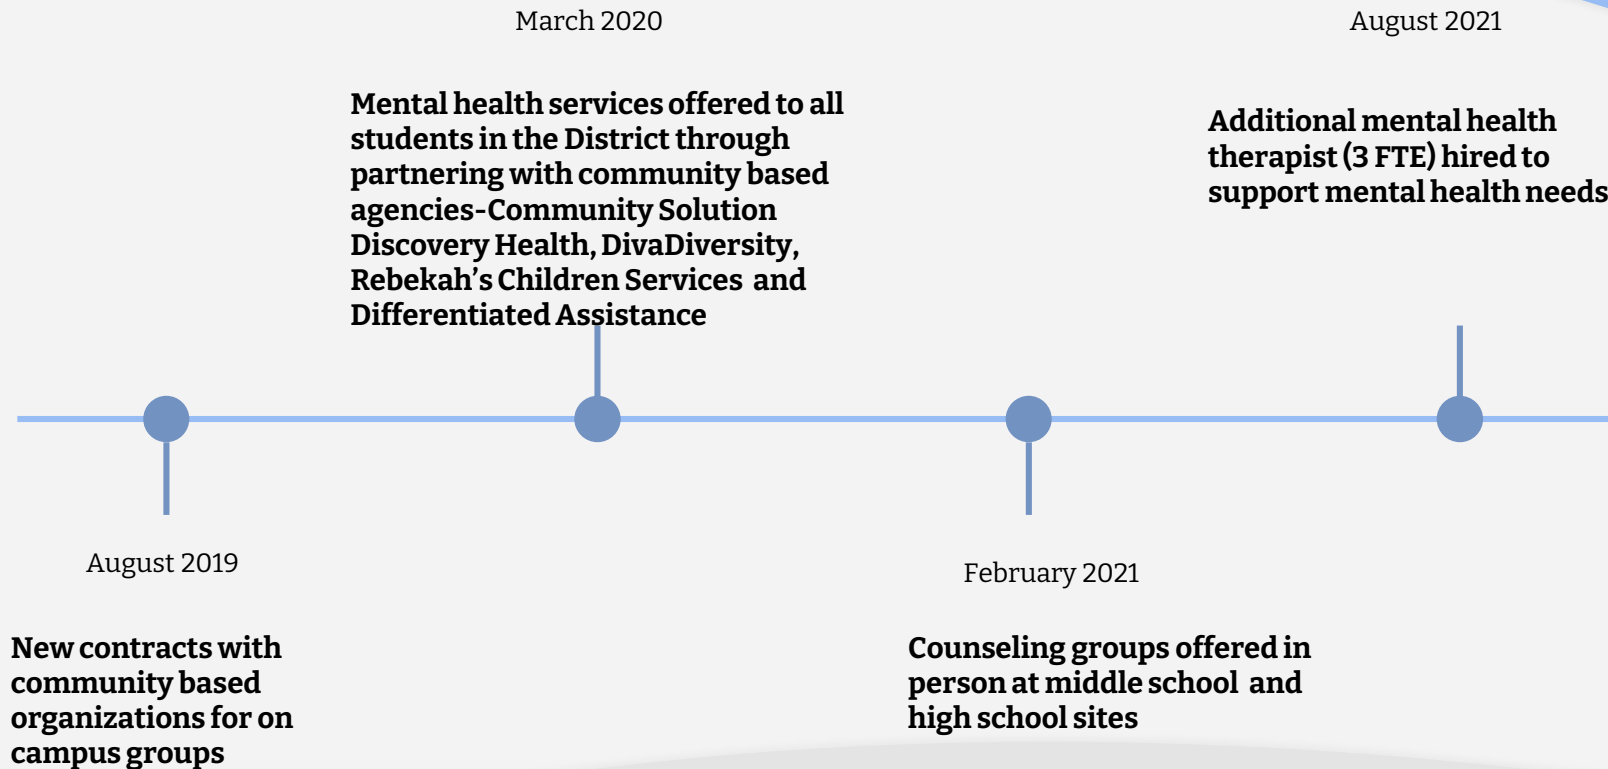 March 2020
Mental health services offered to all
students in the District through
partnering with community based
agencies-Community Solution
Discovery Health, DivaDiversity,
Rebekah’s Children Services and
Differentiated Assistance
August 2021
Additional mental health
therapist (3 FTE) hired to
support mental health needs
August 2019
New contracts with
community based
organizations for on
campus groups
February 2021
Counseling groups offered in
person at middle school and
high school sites